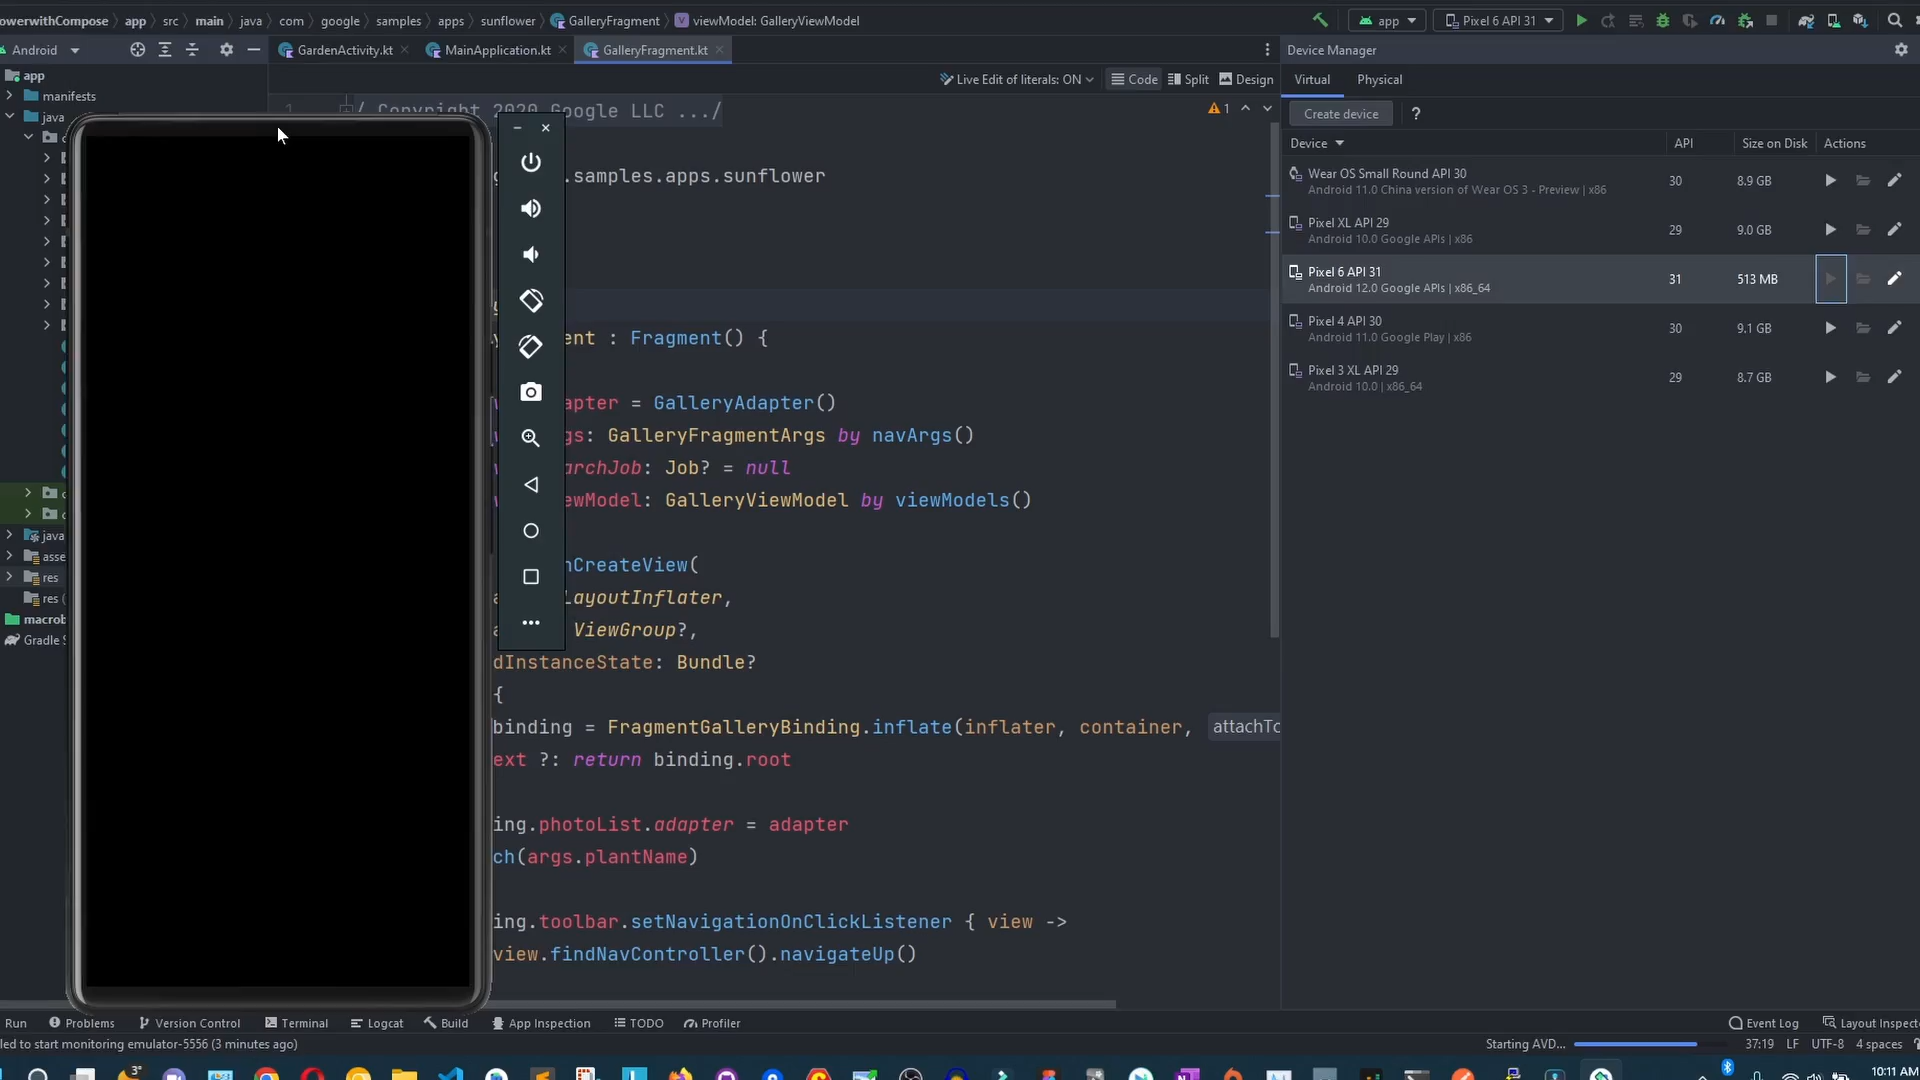 owerwithCompose app src main java com google samples apps sunflower GalleryFragment viewModel: GalleryViewModel app Pixel 6 API 31
Android GardenActivity.kt MainApplication.kt GalleryFragment.kt Device Manager
Live Edit of literals: ON Code Split Design Virtual Physical
app
manifests
java
1 / Copyright 2020 Google LLC .../ 1
Create device ?
Device API Size on Disk Actions
.samples.apps.sunflower
Wear OS Small Round API 30
Android 11.0 China version of Wear OS 3 - Preview | x86
30 8.9 GB
Pixel XL API 29
Android 10.0 Google APIs | x86
29 9.0 GB
Pixel 6 API 31
Android 12.0 Google APIs | x86_64
31 513 MB
Pixel 4 API 30
Android 11.0 Google Play | x86
30 9.1 GB
Pixel 3 XL API 29
Android 10.0 | x86_64
29 8.7 GB
ent : Fragment() {
apter = GalleryAdapter()
gs: GalleryFragmentArgs by navArgs()
archJob: Job? = null
ewModel: GalleryViewModel by viewModels()
nCreateView(
LayoutInflater,
ViewGroup?,
dInstanceState: Bundle?
{
binding = FragmentGalleryBinding.inflate(inflater, container, attachTo
ext ?: return binding.root
ing.photoList.adapter = adapter
ch(args.plantName)
ing.toolbar.setNavigationOnClickListener { view ->
view.findNavController().navigateUp()
java
asse
res
res (
macrob
Gradle S
Run Problems Version Control Terminal Logcat Build App Inspection TODO Profiler Event Log Layout Inspect
led to start monitoring emulator-5556 (3 minutes ago) Starting AVD... 37:19 LF UTF-8 4 spaces
3° 10:11 AM